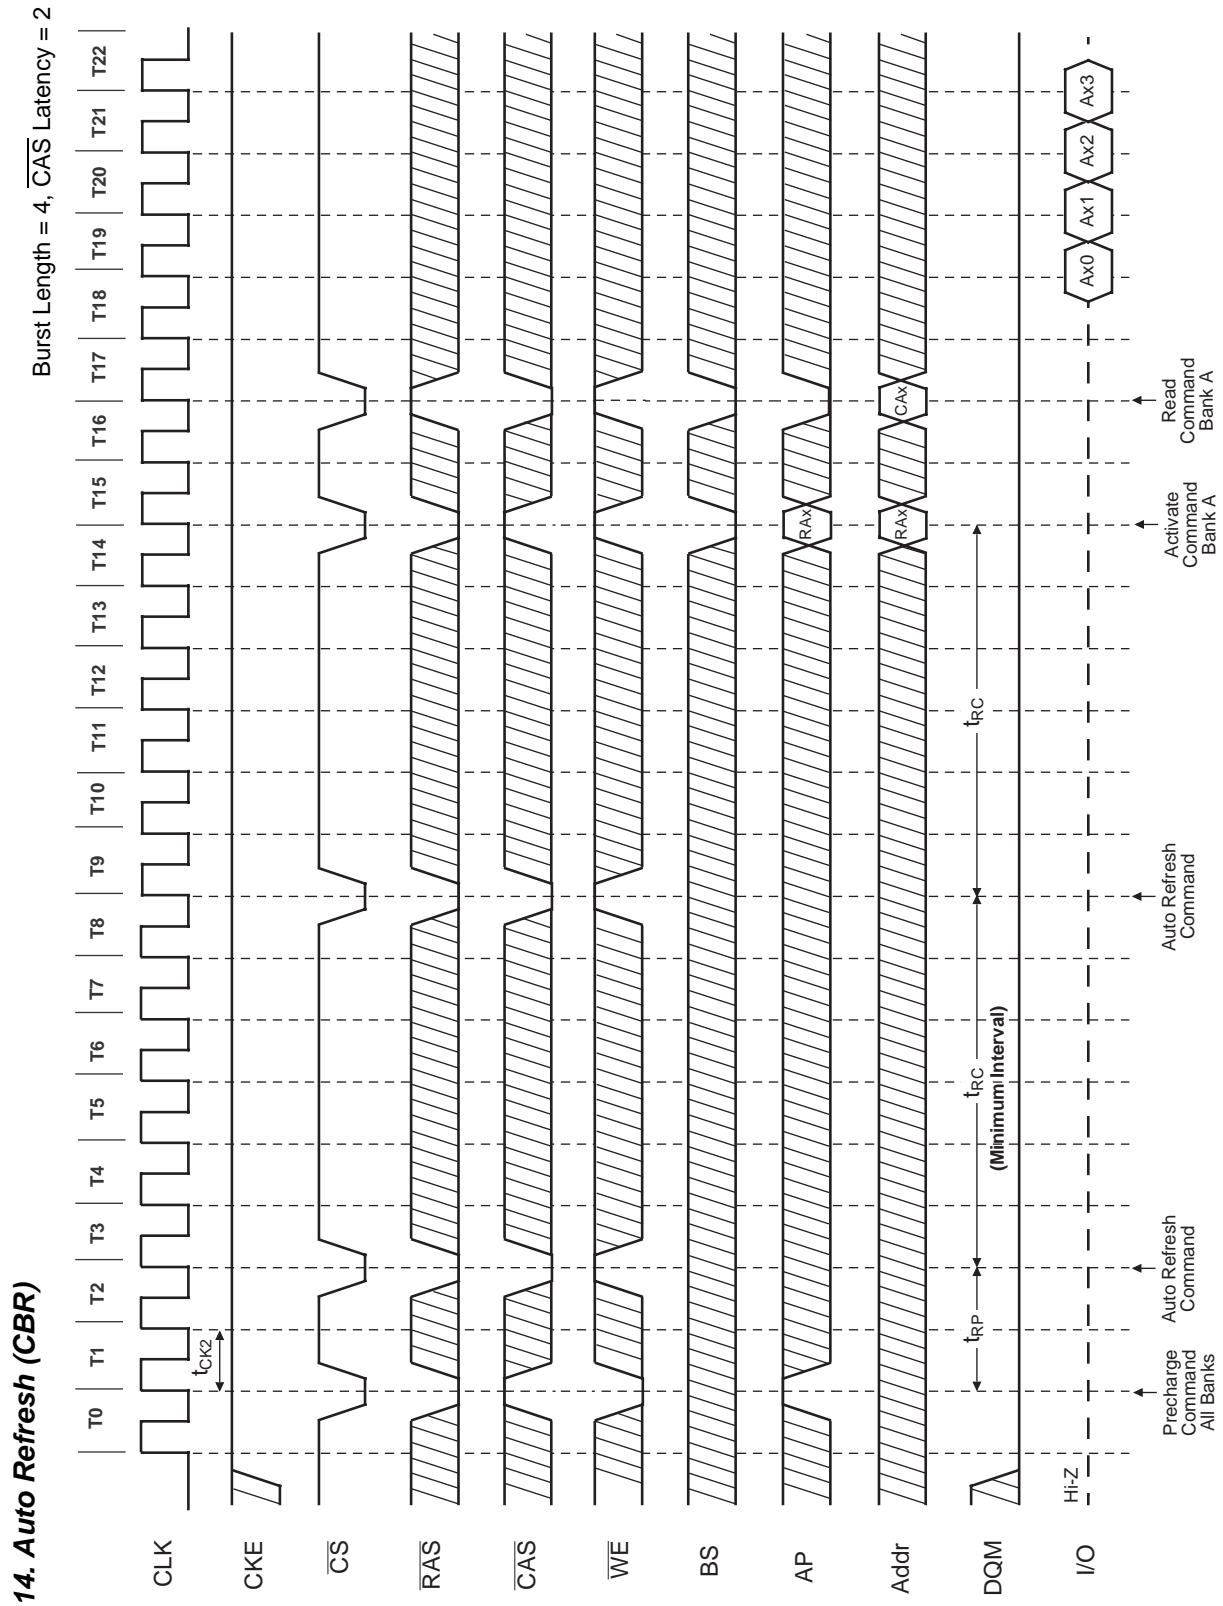 14. Auto Refresh (CBR)
Burst Length = 4, CAS Latency = 2
T0 T1 T2 T3 T4 T5 T6 T7 T8 T9 T10 T11 T12 T13 T14 T15 T16 T17 T18 T19 T20 T21 T22
CLK
tCK2
CKE
CS
RAS
CAS
WE
BS
AP
RAx
Addr
RAx CAx
DQM
tRP tRC tRC
(Minimum Interval)
I/O
Hi-Z
Ax0 Ax1 Ax2 Ax3
Precharge
Command
All Banks
Auto Refresh
Command
Auto Refresh
Command
Activate
Command
Bank A
Read
Command
Bank A